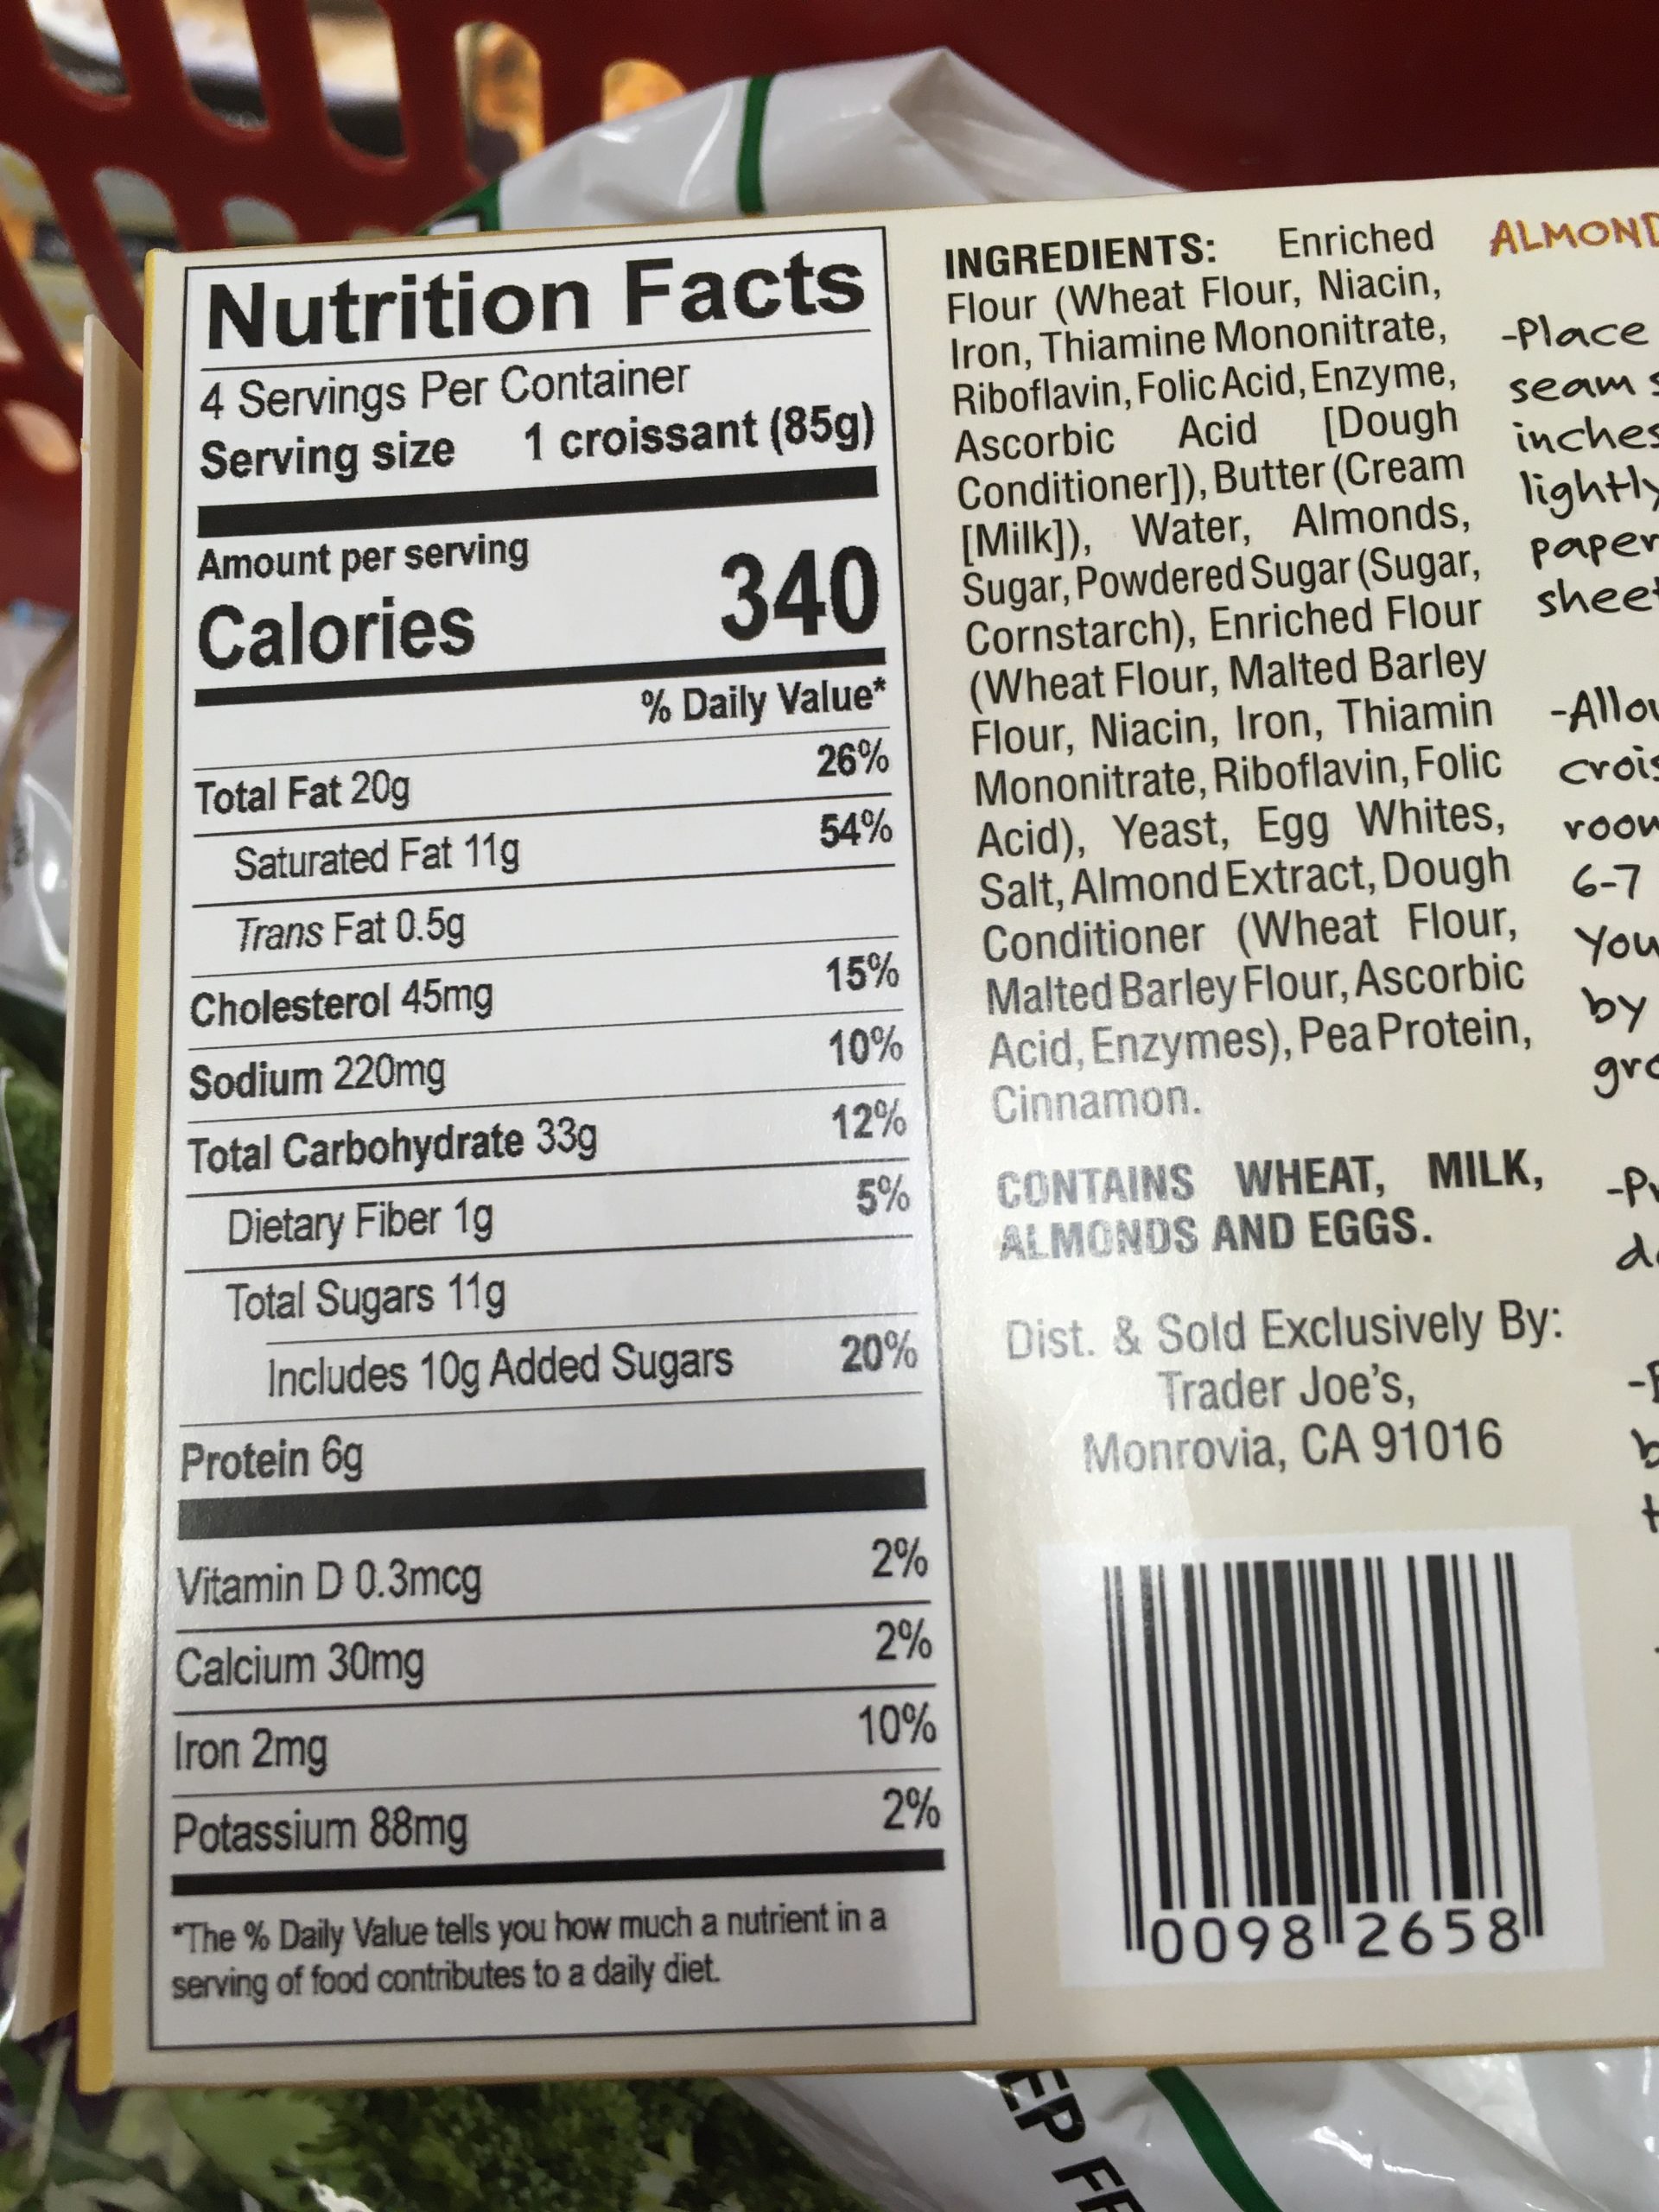 Nutrition Facts
4 Servings Per Container
Serving size 1 croissant (85g)
Amount per serving
Calories 340
% Daily Value*
Total Fat 20g 26%
Saturated Fat 11g 54%
Trans Fat 0.5g
Cholesterol 45mg 15%
Sodium 220mg 10%
Total Carbohydrate 33g 12%
Dietary Fiber 1g 5%
Total Sugars 11g
Includes 10g Added Sugars 20%
Protein 6g
Vitamin D 0.3mcg 2%
Calcium 30mg 2%
Iron 2mg 10%
Potassium 88mg 2%
*The % Daily Value tells you how much a nutrient in a
serving of food contributes to a daily diet.
INGREDIENTS: Enriched
Flour (Wheat Flour, Niacin,
Iron, Thiamine Mononitrate,
Riboflavin, Folic Acid, Enzyme,
Ascorbic Acid [Dough
Conditioner]), Butter (Cream
[Milk]), Water, Almonds,
Sugar, Powdered Sugar (Sugar,
Cornstarch), Enriched Flour
(Wheat Flour, Malted Barley
Flour, Niacin, Iron, Thiamin
Mononitrate, Riboflavin, Folic
Acid), Yeast, Egg Whites,
Salt, Almond Extract, Dough
Conditioner (Wheat Flour,
Malted Barley Flour, Ascorbic
Acid, Enzymes), Pea Protein,
Cinnamon.
CONTAINS WHEAT, MILK,
ALMONDS AND EGGS.
Dist. & Sold Exclusively By:
Trader Joe's,
Monrovia, CA 91016
0098 2658
ALMOND
-Place
seam
inches
lightly
paper
sheet
-Allow
crois
room
6-7
You
by
gro